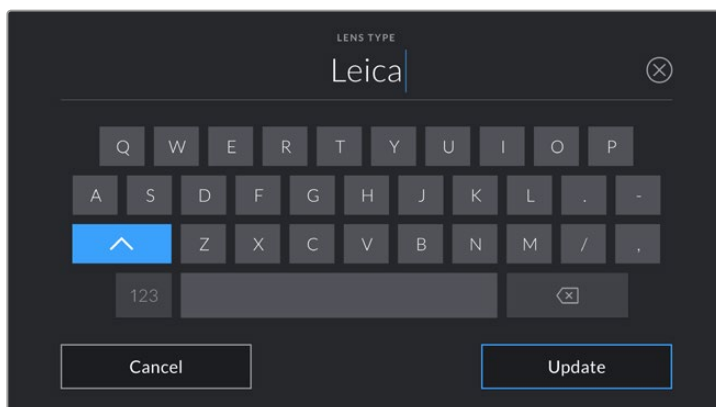 LENS TYPE
Leica
Q W E R T Y U I O P
A S D F G H J K L . -
Z X C V B N M / ,
123
Cancel Update